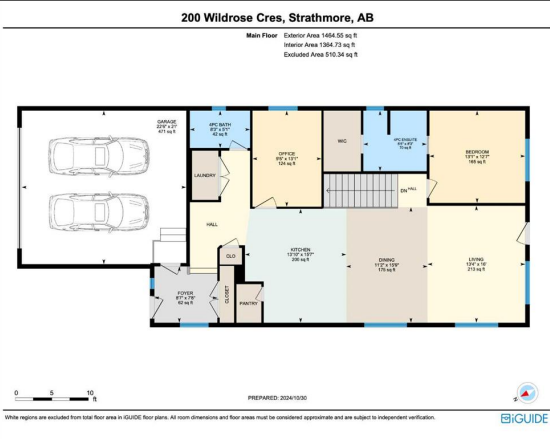 200 Wildrose Cres, Strathmore, AB
Main Floor Exterior Area 1464.55 sq ft
Interior Area 1364.73 sq ft
Excluded Area 510.34 sq ft
GARAGE
22'6" x 21'
471 sq ft
4PC BATH
8'3" x 5'1"
42 sq ft
OFFICE
9'5" x 13'1"
124 sq ft
WIC
4PC ENSUITE
70 sq ft
BEDROOM
13'1" x 12'7"
165 sq ft
LAUNDRY
DN
HALL
HALL
CLO
KITCHEN
13'10" x 15'7"
200 sq ft
DINING
11'2" x 15'9"
175 sq ft
LIVING
13'4" x 16'
213 sq ft
FOYER
8'7" x 7'8"
62 sq ft
CLOSET
PANTRY
0 5 10
ft
PREPARED: 2024/10/30
White regions are excluded from total floor area in iGUIDE floor plans. All room dimensions and floor areas must be considered approximate and are subject to independent verification.
iGUIDE